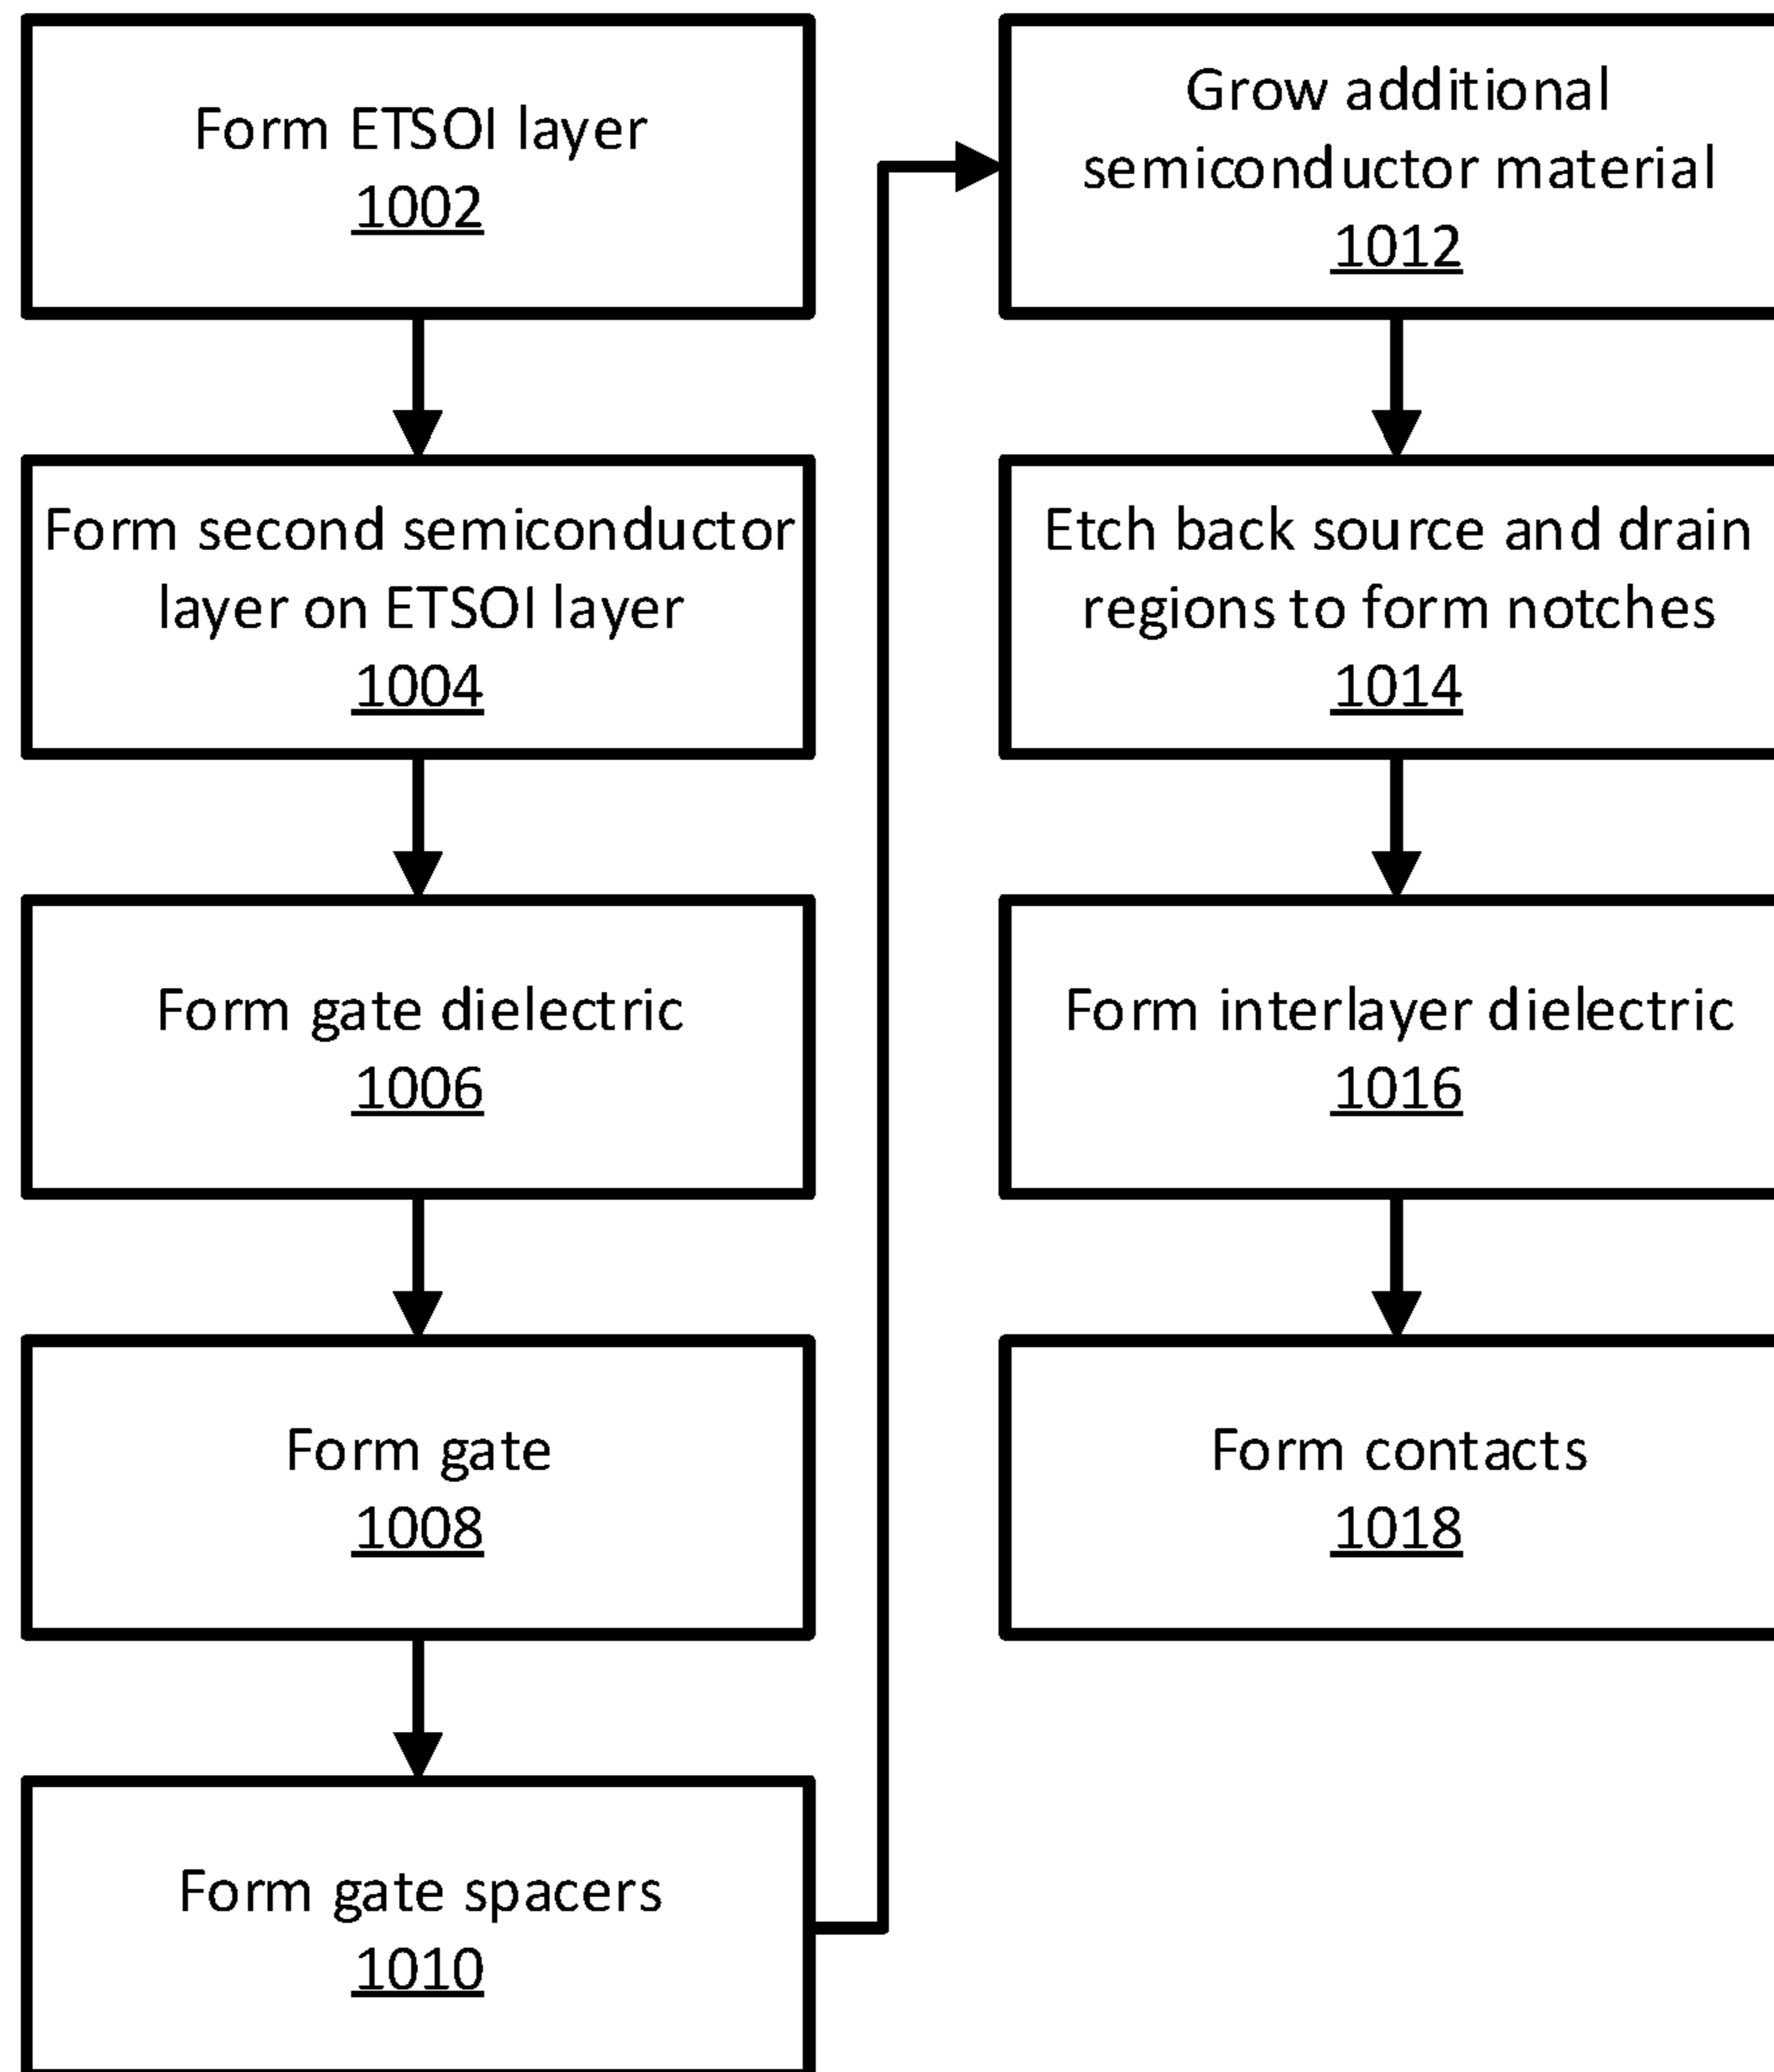 Form ETSOI layer
1002
Form second semiconductor
layer on ETSOI layer
1004
Form gate dielectric
1006
Form gate
1008
Form gate spacers
1010
Grow additional
semiconductor material
1012
Etch back source and drain
regions to form notches
1014
Form interlayer dielectric
1016
Form contacts
1018